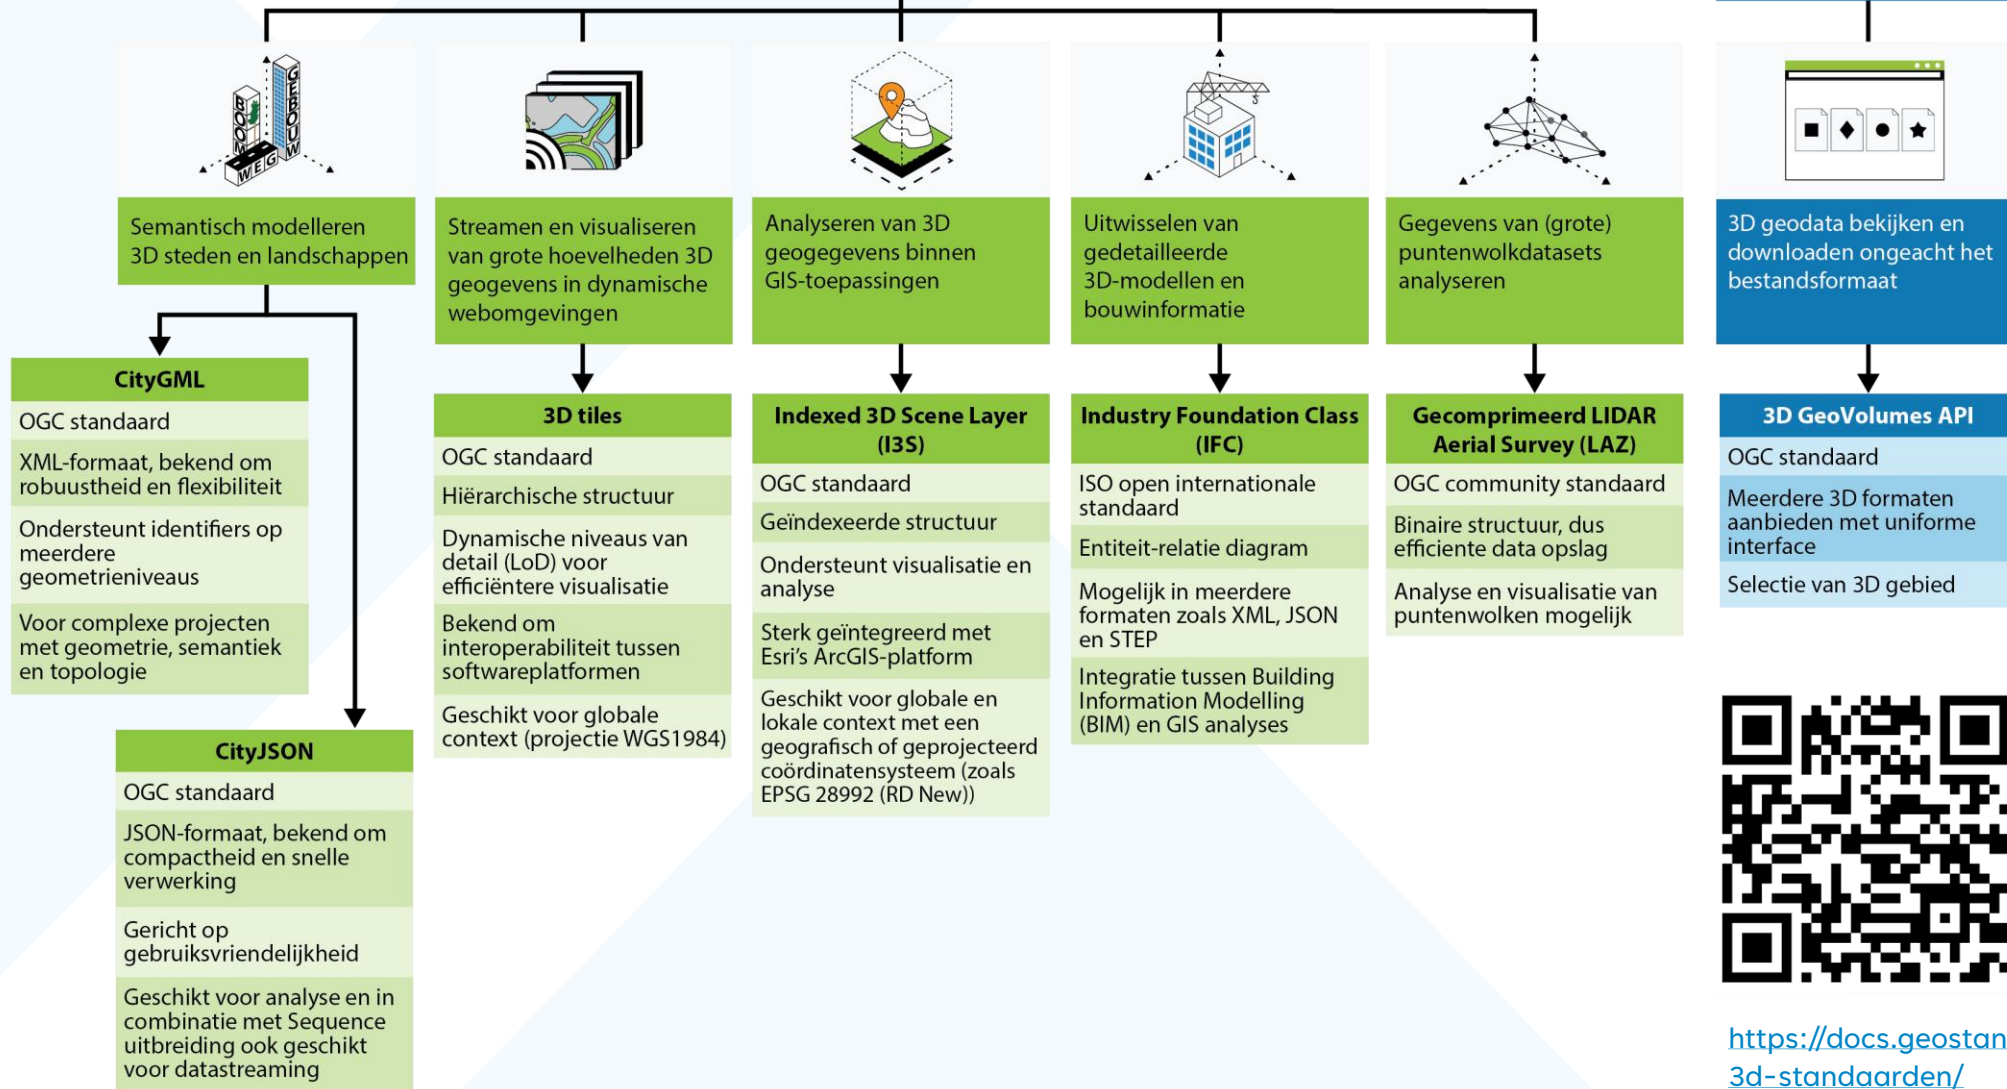 BOOM
GEBOUW
WEG
Semantisch modelleren
3D steden en landschappen
CityGML
OGC standaard
XML-formaat, bekend om
robuustheid en flexibiliteit
Ondersteunt identifiers op
meerdere
geometrieniveaus
Voor complexe projecten
met geometrie, semantiek
en topologie
CityJSON
OGC standaard
JSON-formaat, bekend om
compactheid en snelle
verwerking
Gericht op
gebruiksvriendelijkheid
Geschikt voor analyse en in
combinatie met Sequence
uitbreiding ook geschikt
voor datastreaming
Streamen en visualiseren
van grote hoevelheden 3D
geogevens in dynamische
webomgevingen
3D tiles
OGC standaard
Hiërarchische structuur
Dynamische niveaus van
detail (LoD) voor
efficiëntere visualisatie
Bekend om
interoperabiliteit tussen
softwareplatformen
Geschikt voor globale
context (projectie WGS1984)
Analyseren van 3D
geogegevens binnen
GIS-toepassingen
Indexed 3D Scene Layer
(I3S)
OGC standaard
Geïndexeerde structuur
Ondersteunt visualisatie en
analyse
Sterk geïntegreerd met
Esri's ArcGIS-platform
Geschikt voor globale en
lokale context met een
geografisch of geprojecteerd
coördinatensysteem (zoals
EPSG 28992 (RD New))
Uitwisselen van
gedetailleerde
3D-modellen en
bouwinformatie
Industry Foundation Class
(IFC)
ISO open internationale
standaard
Entiteit-relatie diagram
Mogelijk in meerdere
formaten zoals XML, JSON
en STEP
Integratie tussen Building
Information Modelling
(BIM) en GIS analyses
Gegevens van (grote)
puntenwolkdatasets
analyseren
Gecomprimeerd LIDAR
Aerial Survey (LAZ)
OGC community standaard
Binaire structuur, dus
efficiente data opslag
Analyse en visualisatie van
puntenwolken mogelijk
3D geodata bekijken en
downloaden ongeacht het
bestandsformaat
3D GeoVolumes API
OGC standaard
Meerdere 3D formaten
aanbieden met uniforme
interface
Selectie van 3D gebied
https://docs.geostan
3d-standaarden/